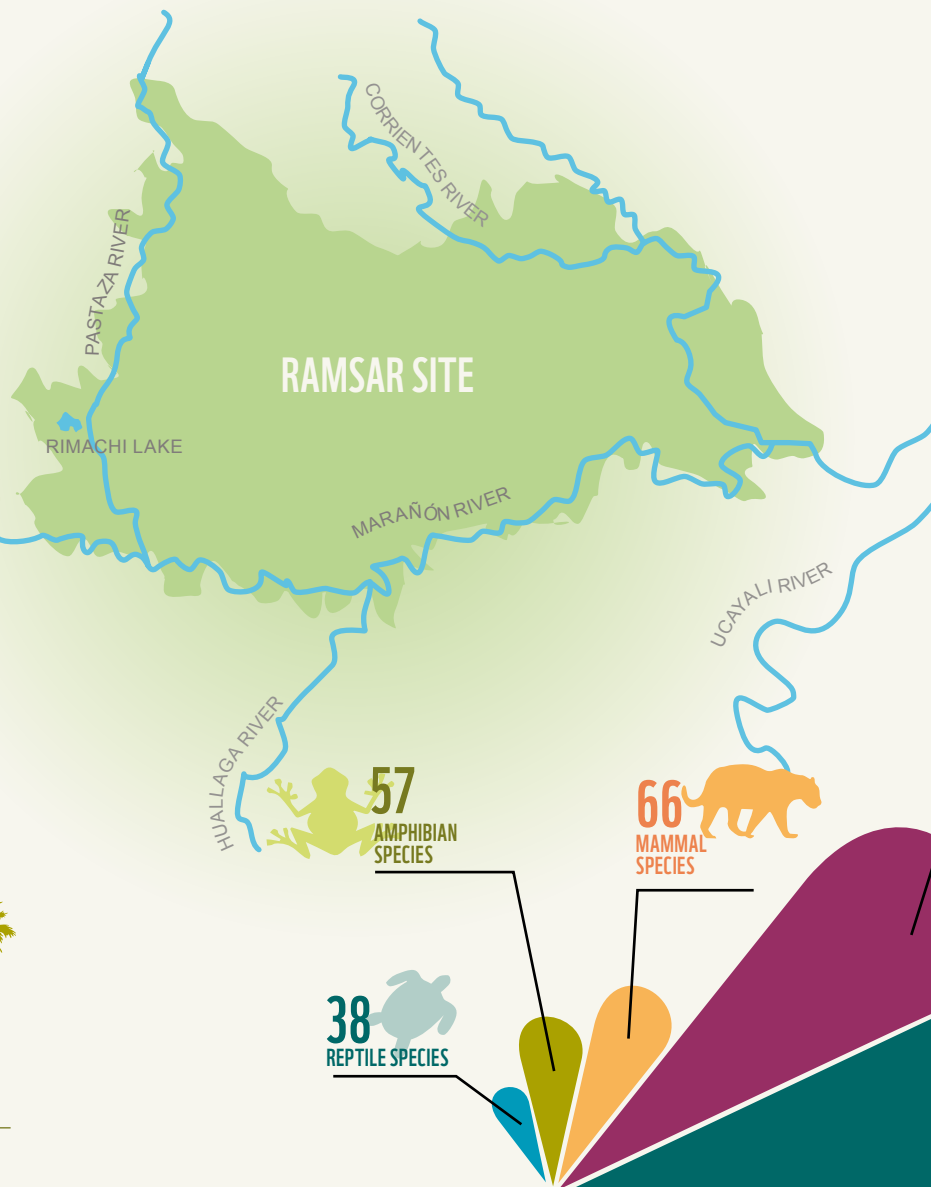 CORRIENTES RIVER
PASTAZA RIVER
RAMSAR SITE
RIMACHI LAKE
MARAÑÓN RIVER
UCAYALI RIVER
HUALLAGA RIVER
57
AMPHIBIAN
SPECIES
66
MAMMAL
SPECIES
38
REPTILE SPECIES